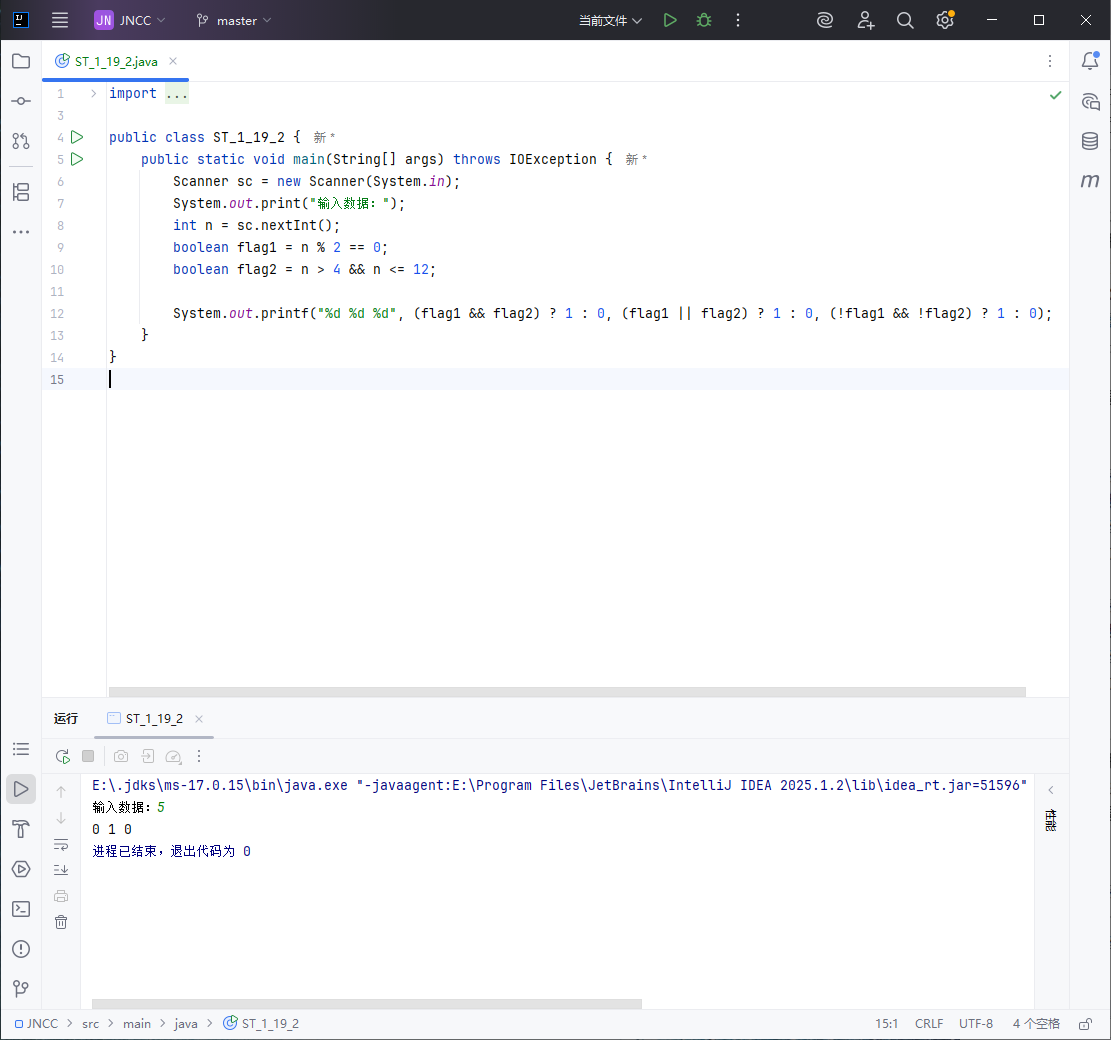 JN JNCC master 当前文件
ST_1_19_2.java
1 import ...
3
4 public class ST_1_19_2 { 新 *
5 public static void main(String[] args) throws IOException { 新 *
6 Scanner sc = new Scanner(System.in);
7 System.out.print("输入数据：");
8 int n = sc.nextInt();
9 boolean flag1 = n % 2 == 0;
10 boolean flag2 = n > 4 && n <= 12;
11
12 System.out.printf("%d %d %d", (flag1 && flag2) ? 1 : 0, (flag1 || flag2) ? 1 : 0, (!flag1 && !flag2) ? 1 : 0);
13 }
14 }
15
运行 ST_1_19_2
E:\.jdks\ms-17.0.15\bin\java.exe "-javaagent:E:\Program Files\JetBrains\IntelliJ IDEA 2025.1.2\lib\idea_rt.jar=51596"
输入数据：5
0 1 0
进程已结束，退出代码为 0
性能
JNCC > src > main > java > ST_1_19_2 15:1 CRLF UTF-8 4 个空格